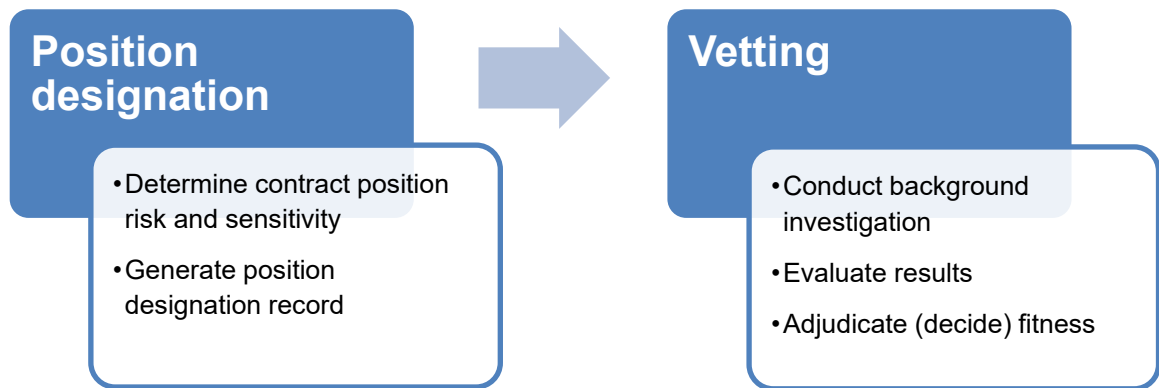 Position
designation
•Determine contract position
risk and sensitivity
•Generate position
designation record
Vetting
•Conduct background
investigation
•Evaluate results
•Adjudicate (decide) fitness